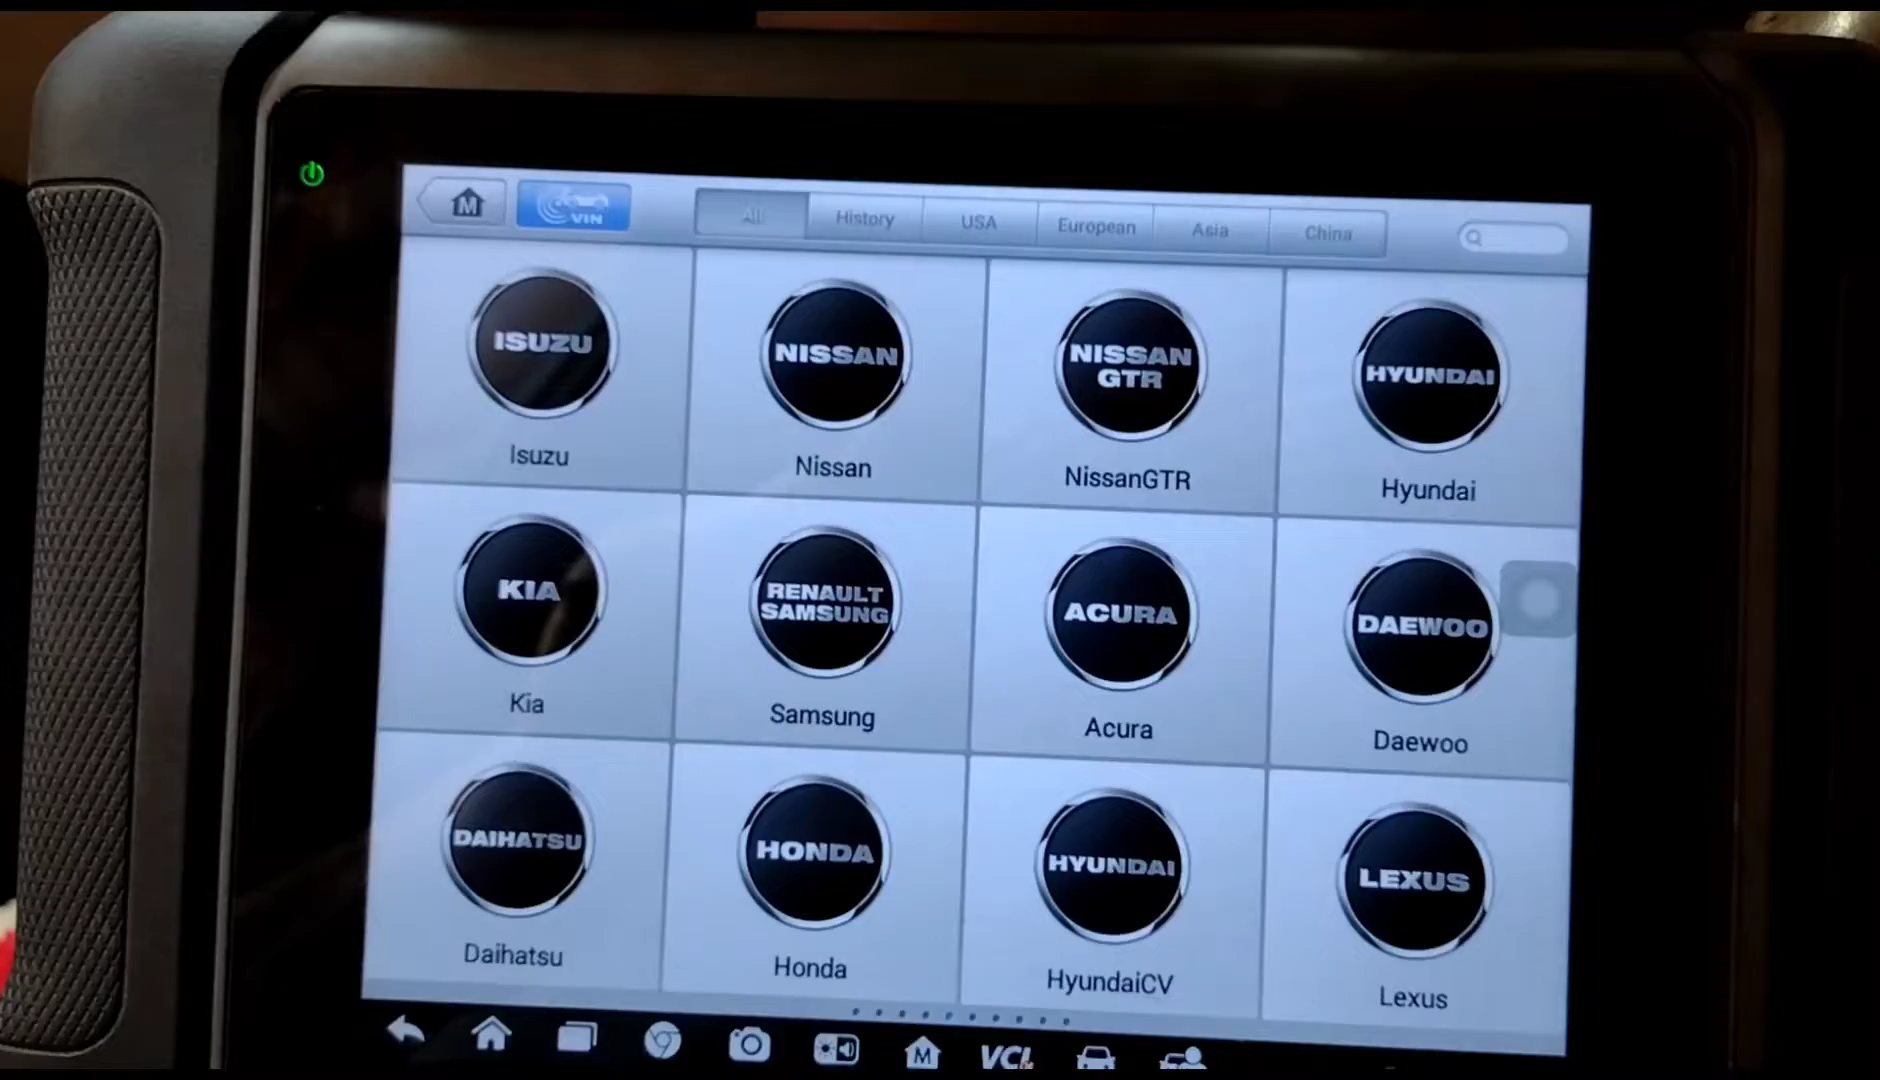 M
VIN
All
History
USA
European
Asia
China
ISUZU
NISSAN
NISSAN
GTR
HYUNDAI
Isuzu
Nissan
NissanGTR
Hyundai
KIA
RENAULT
SAMSUNG
ACURA
DAEWOO
Kia
Samsung
Acura
Daewoo
DAIHATSU
HONDA
HYUNDAI
LEXUS
Daihatsu
Honda
HyundaiCV
Lexus
M
VCI